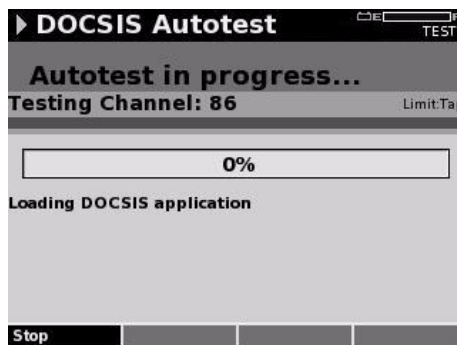 DOCSIS Autotest
E F
TEST
Autotest in progress...
Testing Channel: 86
Limit:Ta
0%
Loading DOCSIS application
Stop